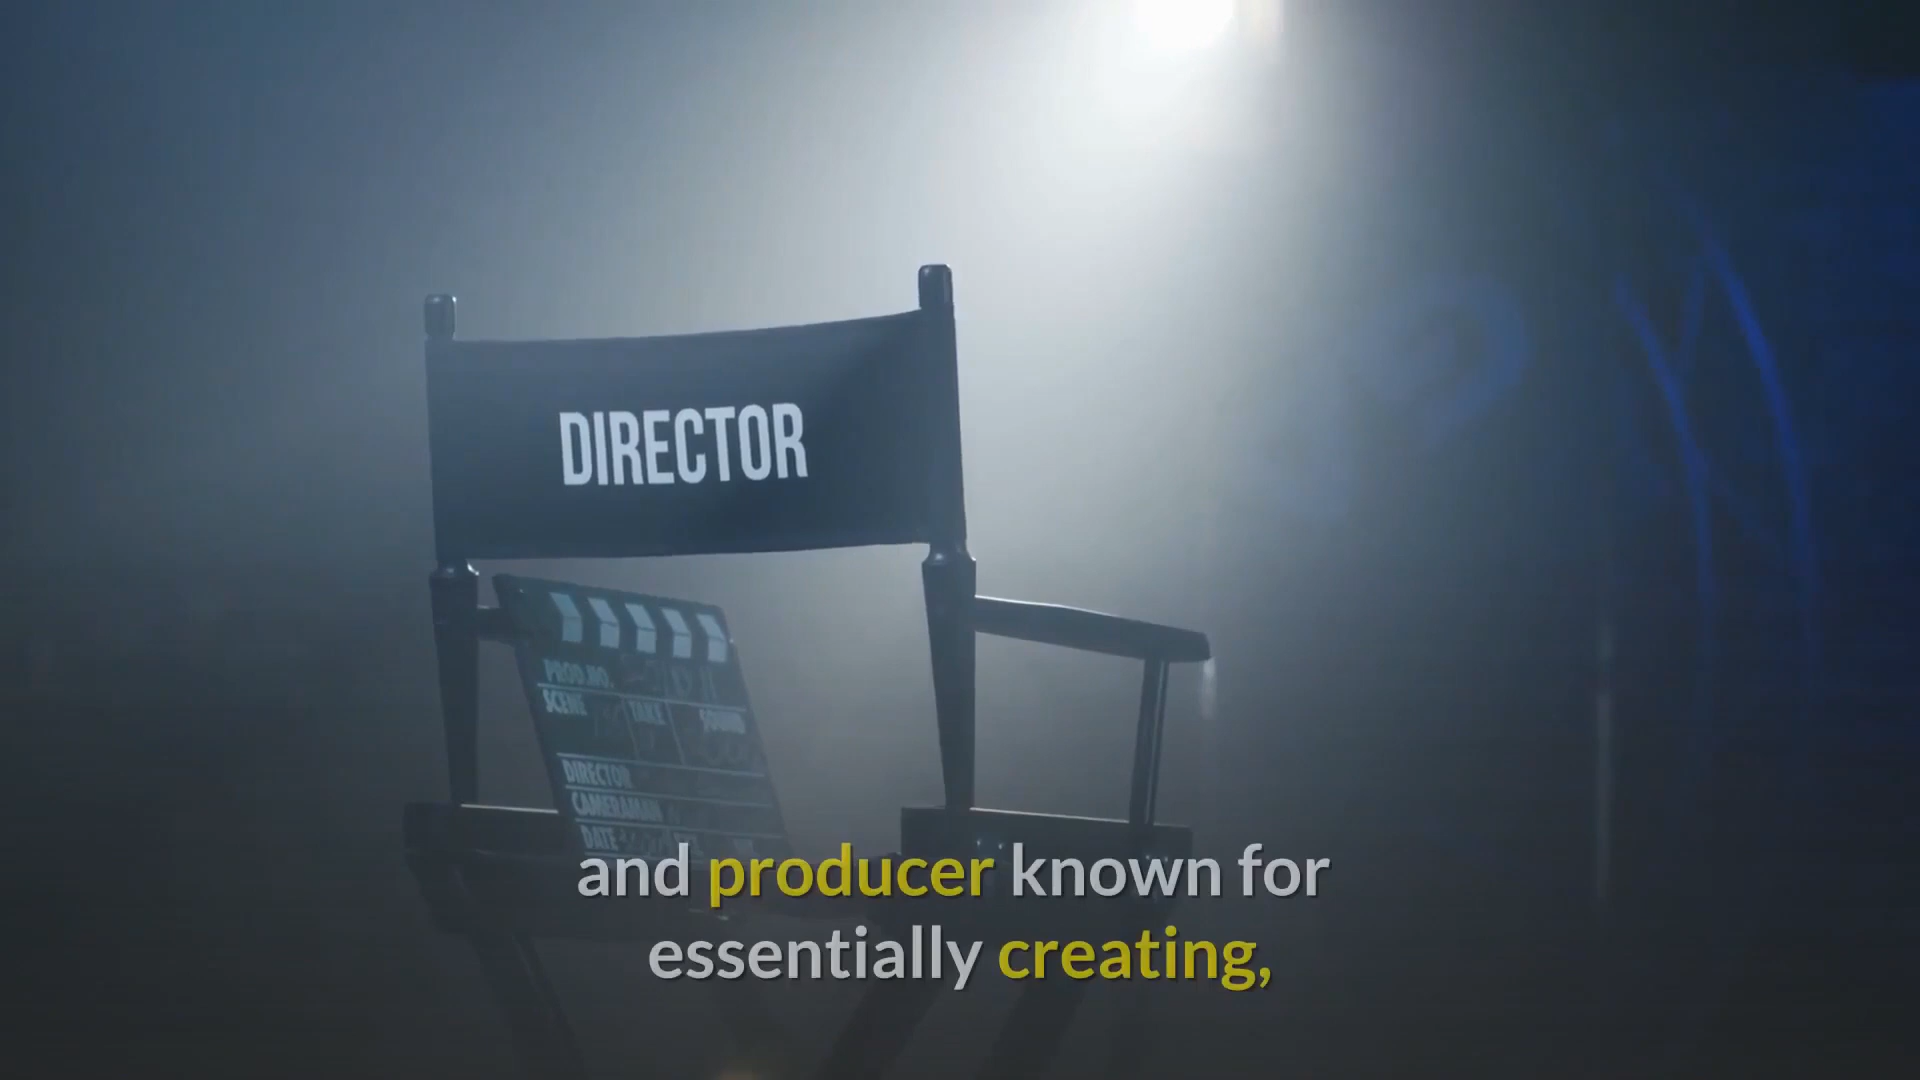 DIRECTOR
PROD.NO.
SCENE TAKE SOUND
DIRECTOR
CAMERAMAN
DATE
and producer known for
essentially creating,